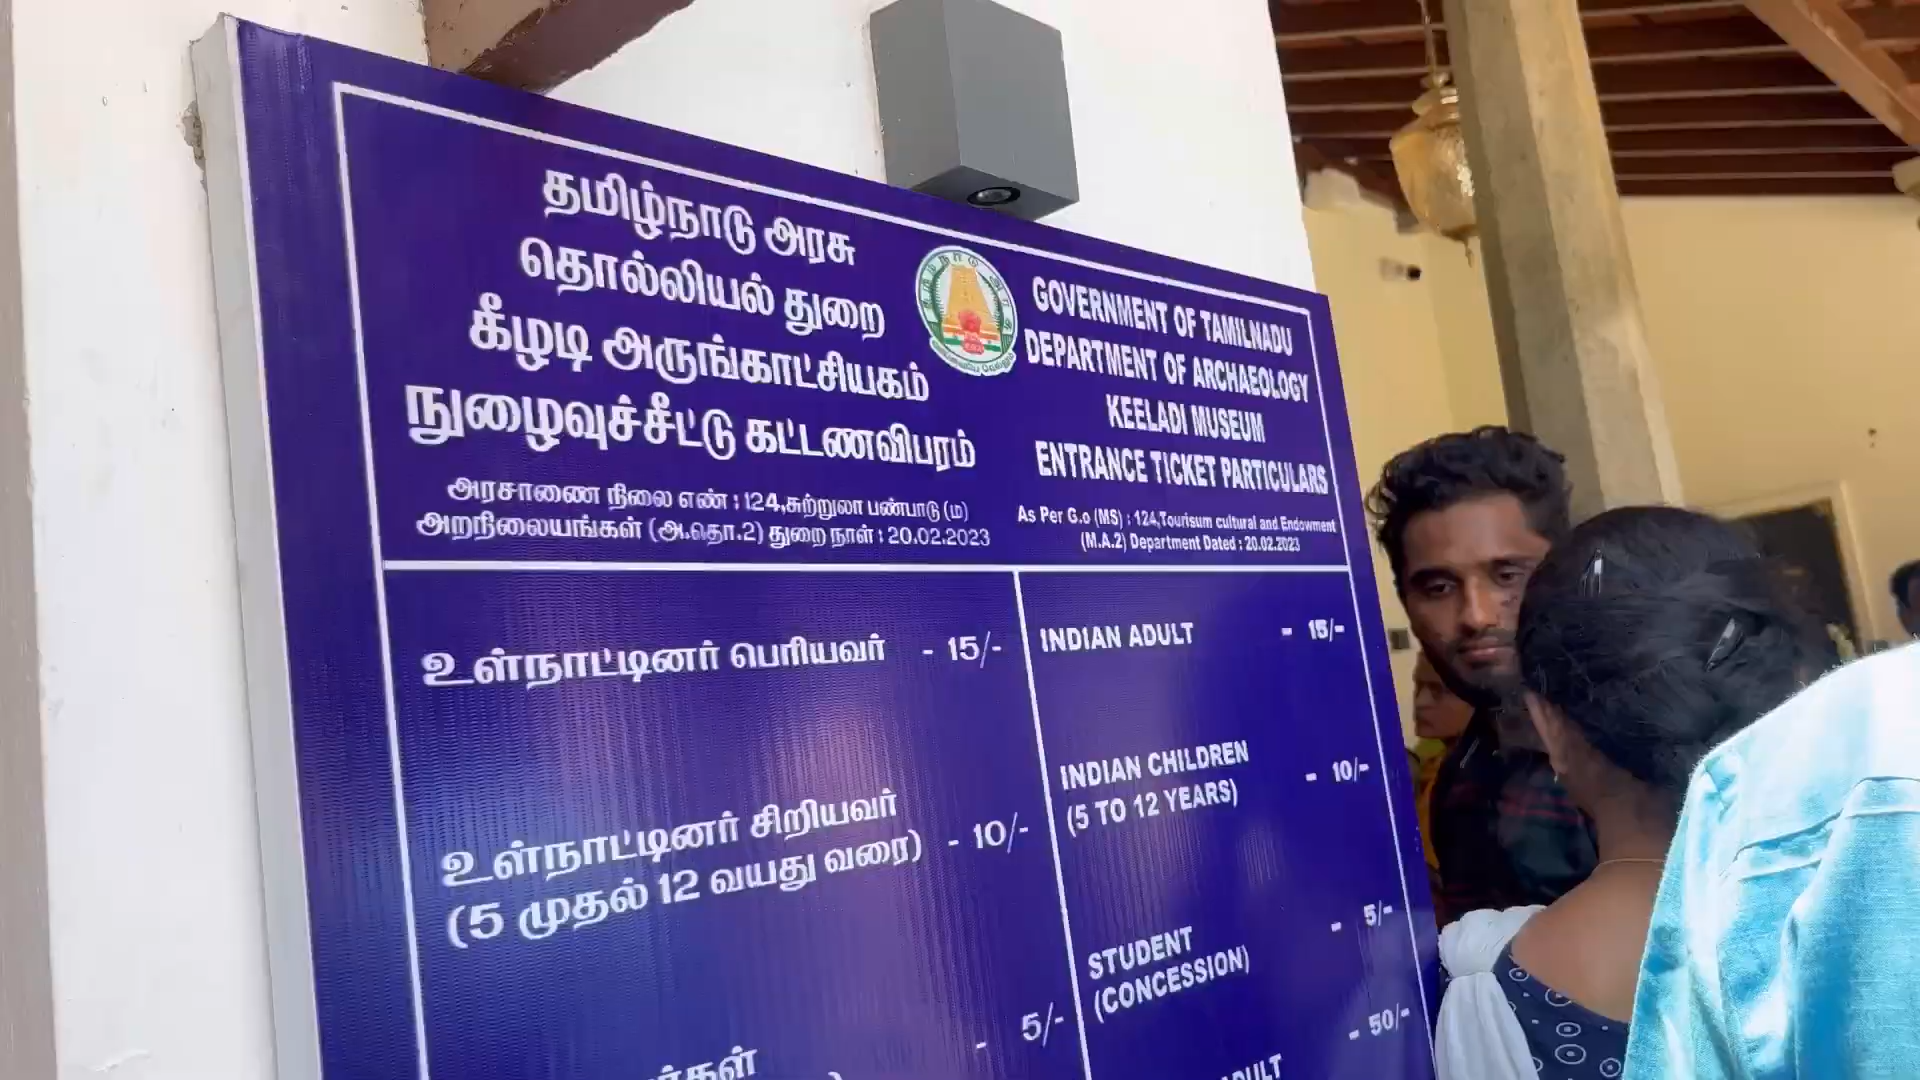 தமிழ்நாடு அரசு
தொல்லியல் துறை
கீழடி அருங்காட்சியகம்
நுழைவுச்சீட்டு கட்டணவிபரம்
அரசாணை நிலை எண் : 124,சுற்றுலா பண்பாடு (ம)
அறநிலையங்கள் (அ.தொ.2) துறை நாள் : 20.02.2023
GOVERNMENT OF TAMILNADU
DEPARTMENT OF ARCHAEOLOGY
KEELADI MUSEUM
ENTRANCE TICKET PARTICULARS
As Per G.o (MS) : 124,Tourisum cultural and Endowment
(M.A.2) Department Dated : 20.02.2023
உள்நாட்டினர் பெரியவர் - 15/-
உள்நாட்டினர் சிறியவர்
(5 முதல் 12 வயது வரை) - 10/-
- 5/-
INDIAN ADULT - 15/-
INDIAN CHILDREN
(5 TO 12 YEARS) - 10/-
STUDENT
(CONCESSION) - 5/-
- 50/-